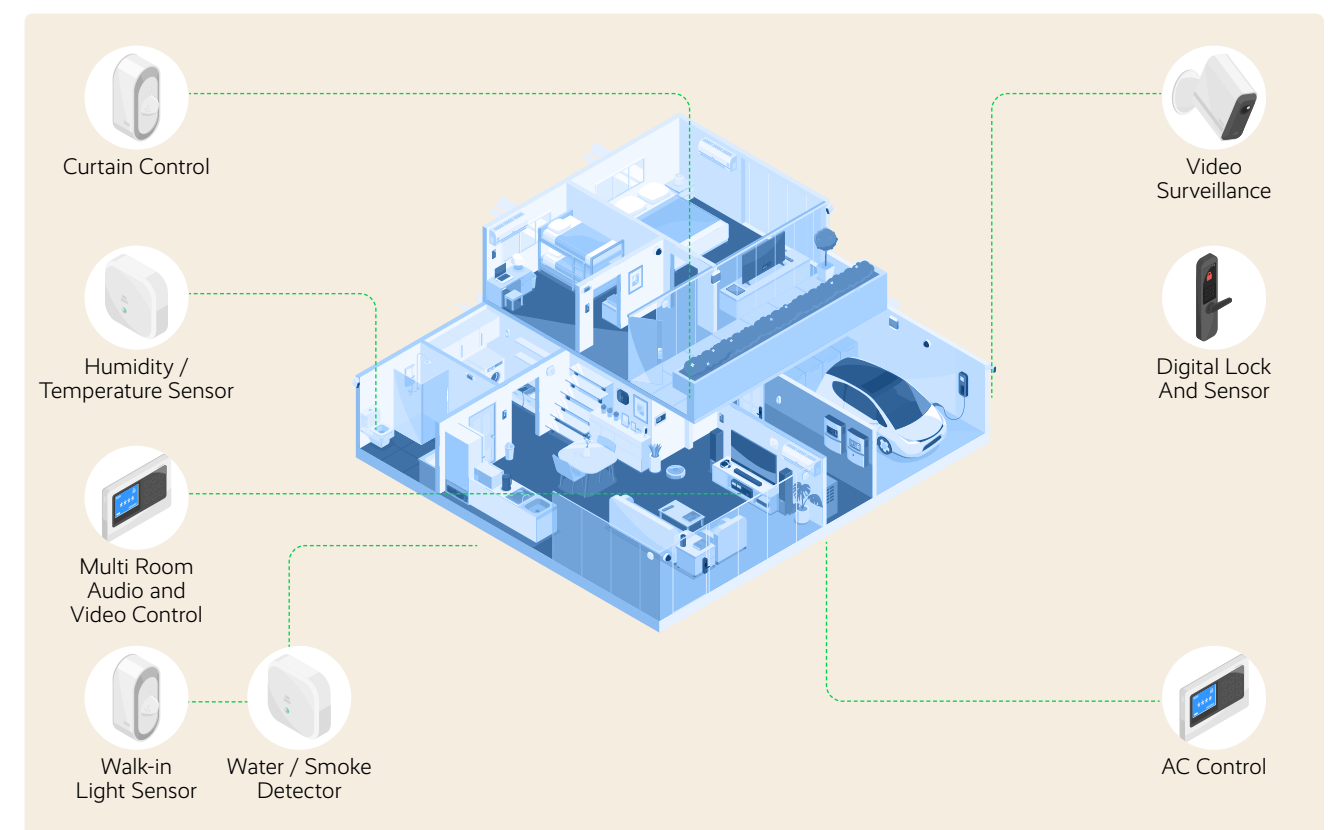 Curtain Control
Humidity /
Temperature Sensor
Multi Room
Audio and
Video Control
Walk-in
Light Sensor
Water / Smoke
Detector
Video
Surveillance
Digital Lock
And Sensor
AC Control